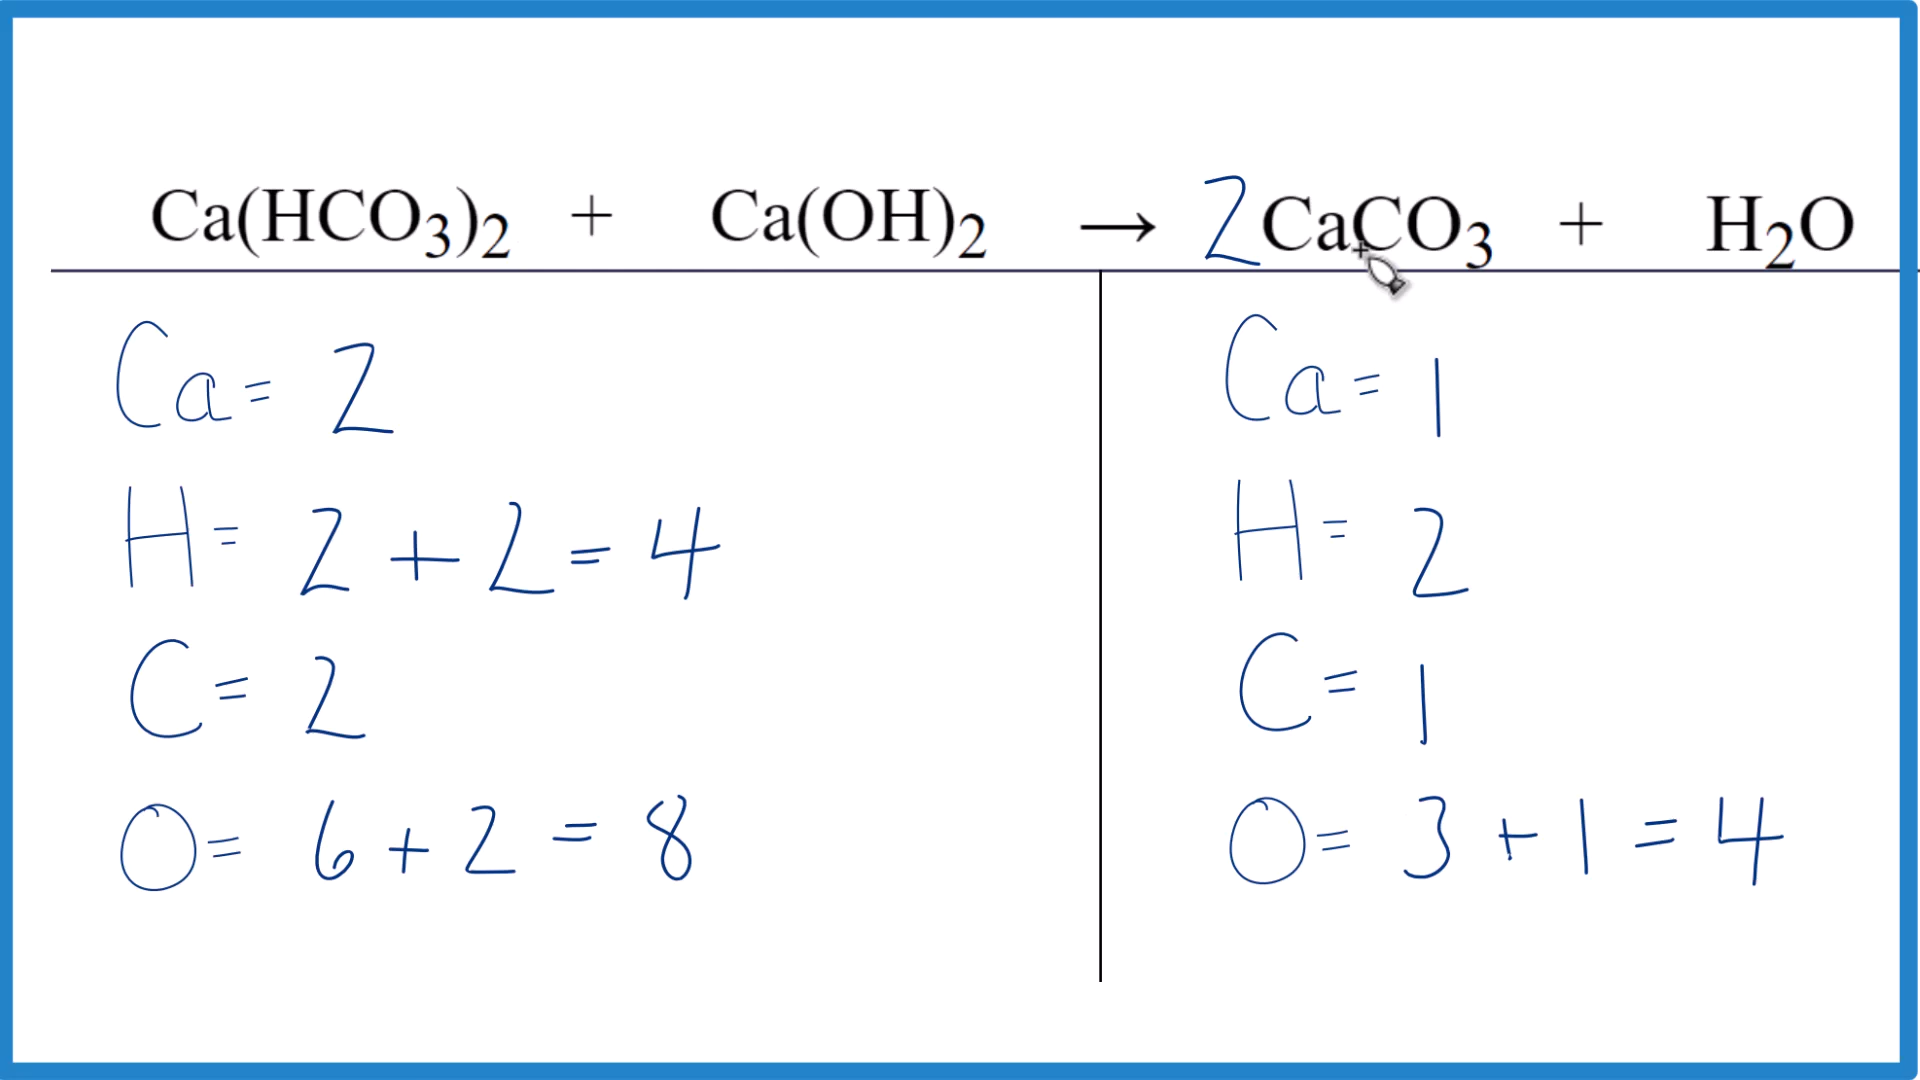 Ca(HCO3)2 + Ca(OH)2 → 2CaCO3 + H2O
Ca = 2
H = 2 + 2 = 4
C = 2
O = 6 + 2 = 8
Ca = 1
H = 2
C = 1
O = 3 + 1 = 4